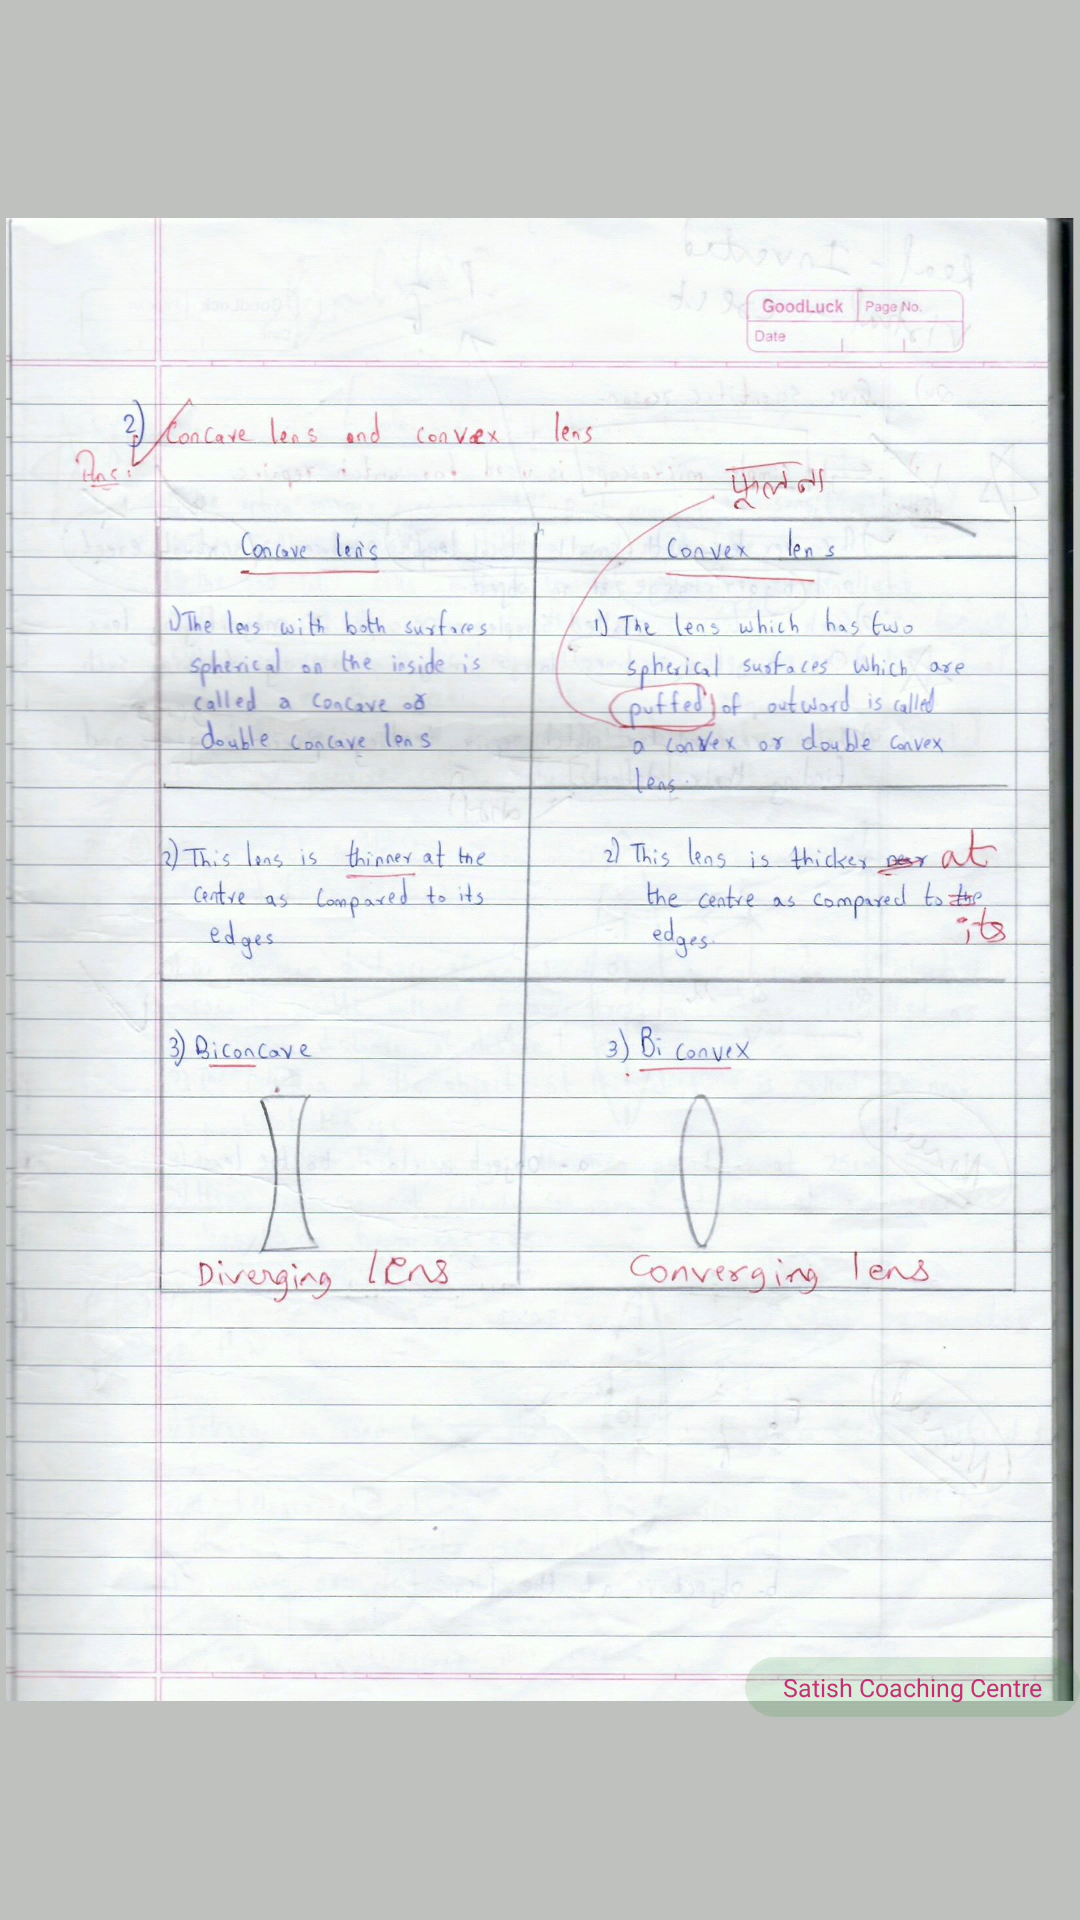 GoodLuck
Page No.
Date
2) Concave lens and convex lens
Ans:
फूलना
Concave lens
Convex lens
1) The lens with both surfaces
spherical on the inside is
called a concave or
double concave lens
1) The lens which has two
spherical surfaces which are
puffed of outward is called
a convex or double convex
lens.
2) This lens is thinner at the
centre as compared to its
edges
2) This lens is thicker near at
the centre as compared to the
its
edges.
3) Biconcave
3) Bi convex
Diverging lens
Converging lens
Satish Coaching Centre